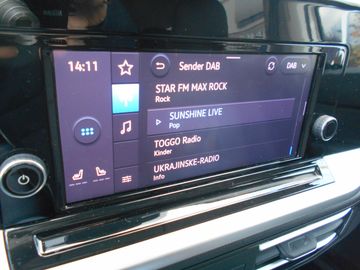 14:11
Sender DAB
DAB
STAR FM MAX ROCK
Rock
SUNSHINE LIVE
Pop
TOGGO Radio
Kinder
UKRAJINSKE-RADIO
Info